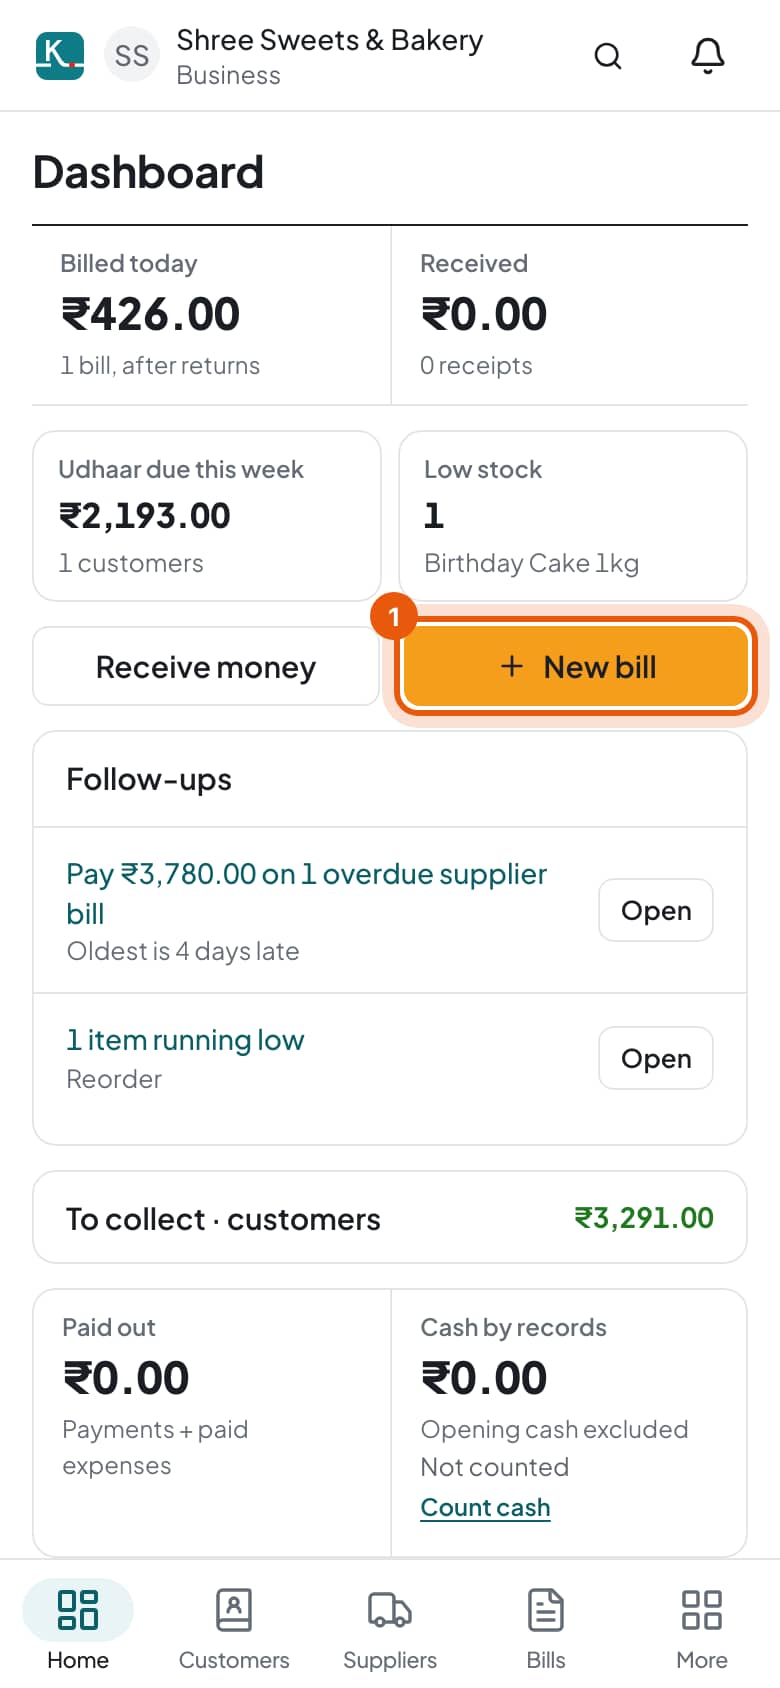 K
SS
Shree Sweets & Bakery
Business
Dashboard
Billed today
₹426.00
1 bill, after returns
Received
₹0.00
0 receipts
Udhaar due this week
₹2,193.00
1 customers
Low stock
1
Birthday Cake 1kg
Receive money
1
+ New bill
Follow-ups
Pay ₹3,780.00 on 1 overdue supplier
bill
Oldest is 4 days late
Open
1 item running low
Reorder
Open
To collect · customers
₹3,291.00
Paid out
₹0.00
Payments + paid
expenses
Cash by records
₹0.00
Opening cash excluded
Not counted
Count cash
Home
Customers
Suppliers
Bills
More